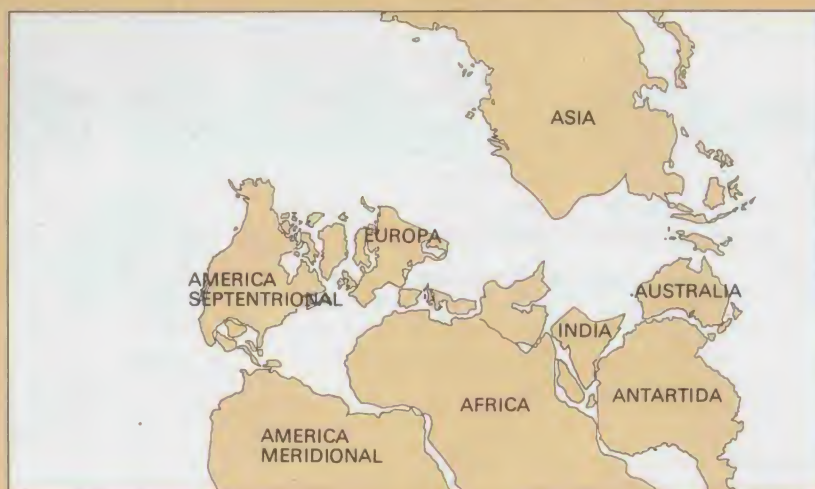 ASIA
EUROPA
AMERICA
SEPTENTRIONAL
AUSTRALIA
INDIA
ANTARTIDA
AFRICA
AMERICA
MERIDIONAL